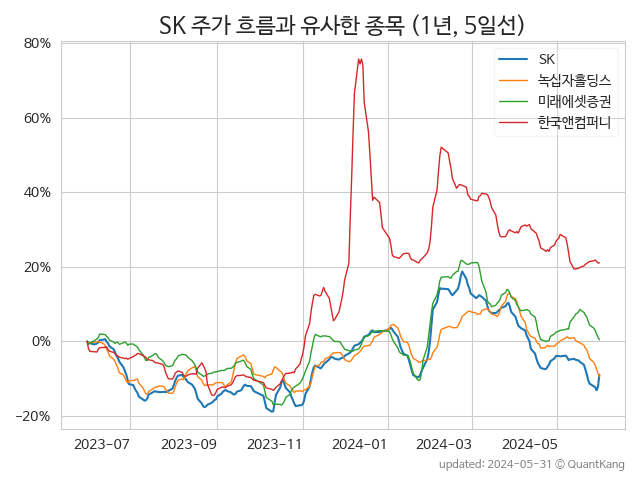 SK 주가 흐름과 유사한 종목 (1년, 5일선)
80%
60%
40%
20%
0%
−20%
SK
녹십자홀딩스
미래에셋증권
한국앤컴퍼니
2023-07
2023-09
2023-11
2024-01
2024-03
2024-05
updated: 2024-05-31 © QuantKang